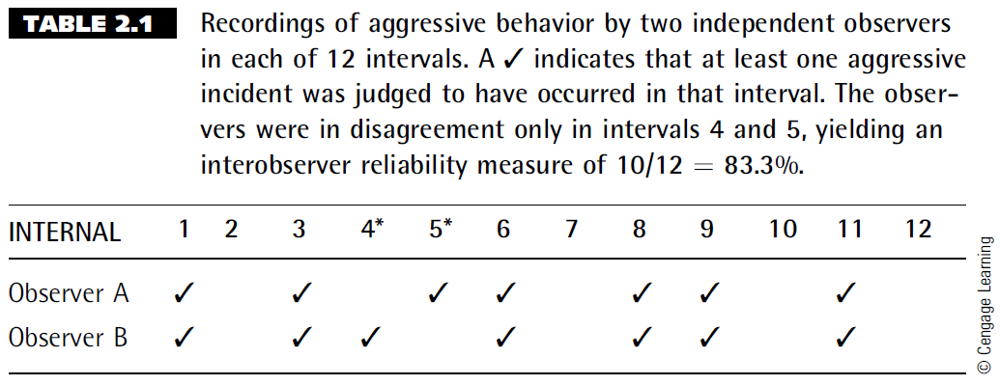 TABLE 2.1 Recordings of aggressive behavior by two independent observers
in each of 12 intervals. A ✓ indicates that at least one aggressive
incident was judged to have occurred in that interval. The obser-
vers were in disagreement only in intervals 4 and 5, yielding an
interobserver reliability measure of 10/12 = 83.3%.
INTERNAL 1 2 3 4* 5* 6 7 8 9 10 11 12
Observer A ✓ ✓ ✓ ✓ ✓ ✓ ✓
Observer B ✓ ✓ ✓ ✓ ✓ ✓ ✓
© Cengage Learning